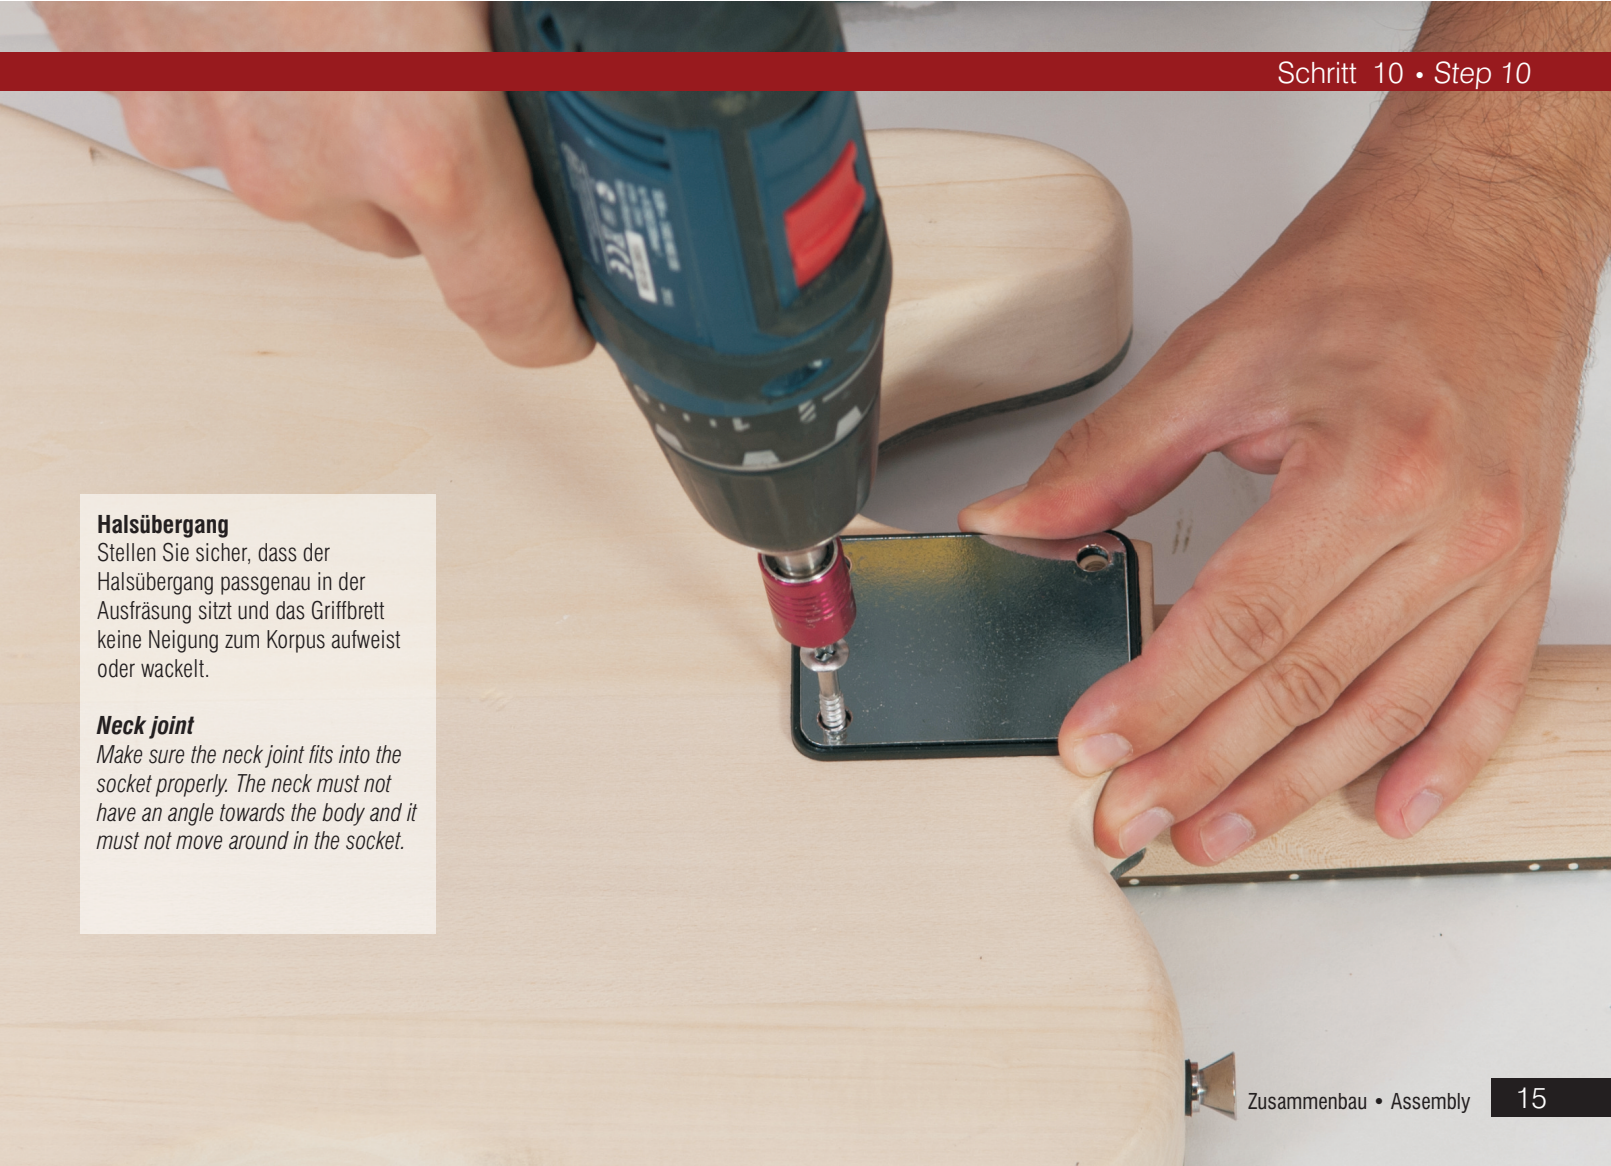 Schritt 10 • Step 10
Halsübergang
Stellen Sie sicher, dass der
Halsübergang passgenau in der
Ausfräsung sitzt und das Griffbrett
keine Neigung zum Korpus aufweist
oder wackelt.
Neck joint
Make sure the neck joint fits into the
socket properly. The neck must not
have an angle towards the body and it
must not move around in the socket.
Zusammenbau • Assembly 15